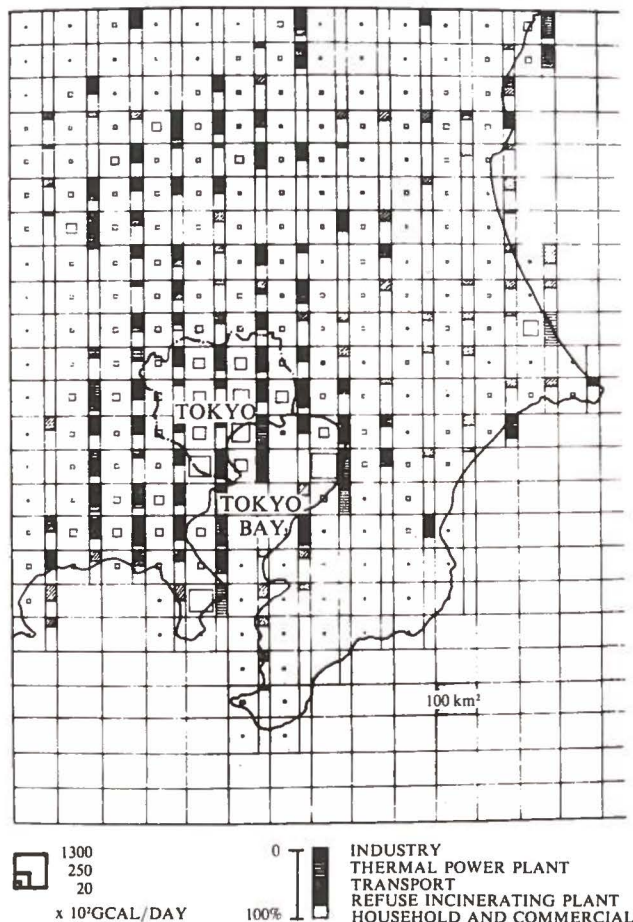 TOKYO
TOKYO
BAY
100 km²
1300
250
20
x 10²GCAL/DAY
0
100%
INDUSTRY
THERMAL POWER PLANT
TRANSPORT
REFUSE INCINERATING PLANT
HOUSEHOLD AND COMMERCIAL